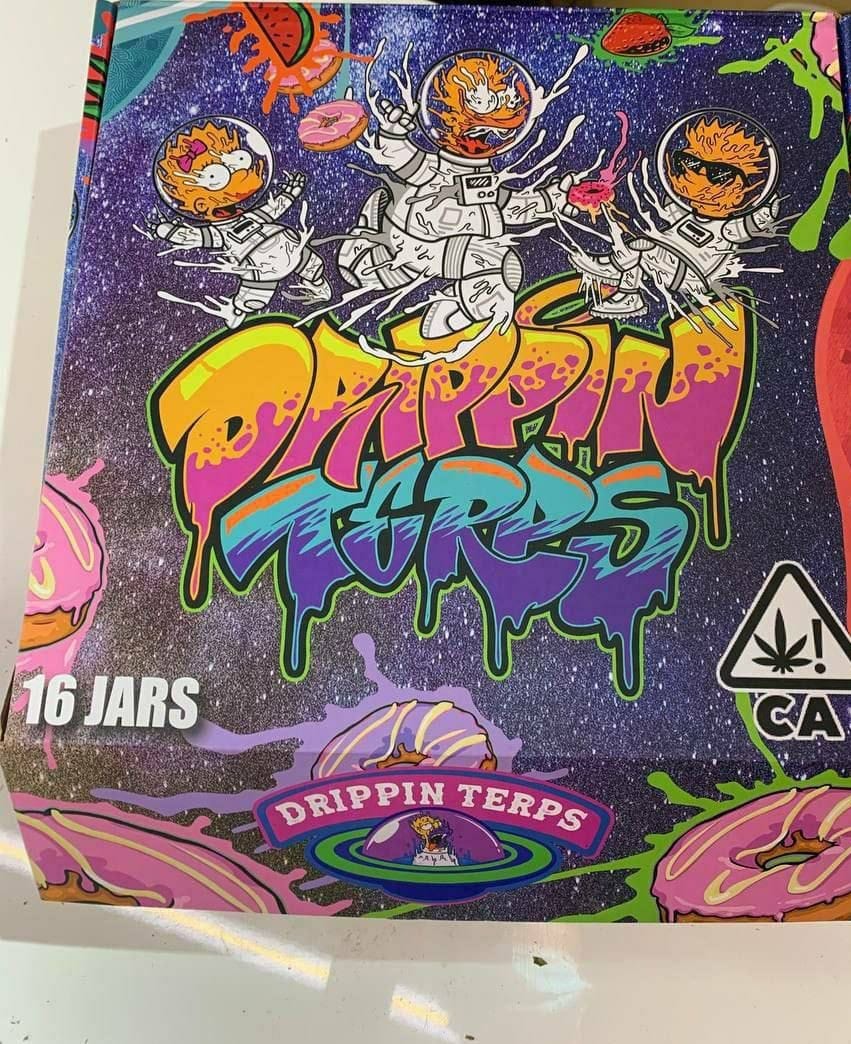 DRIPPIN
TERPS
16 JARS
!
CA
DRIPPIN TERPS